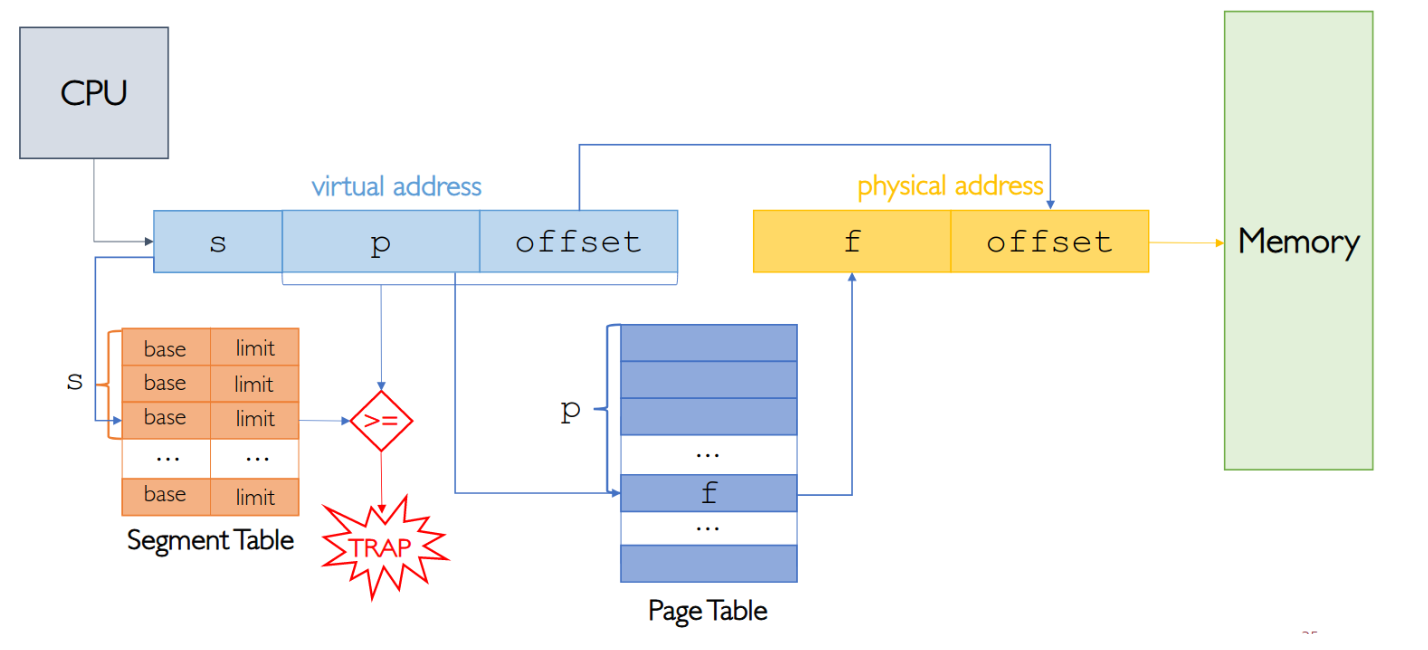 CPU
virtual address
physical address
s
p
offset
f
offset
Memory
base limit
base limit
s
base limit
>=
... ...
base limit
p
...
f
...
TRAP
Segment Table
Page Table